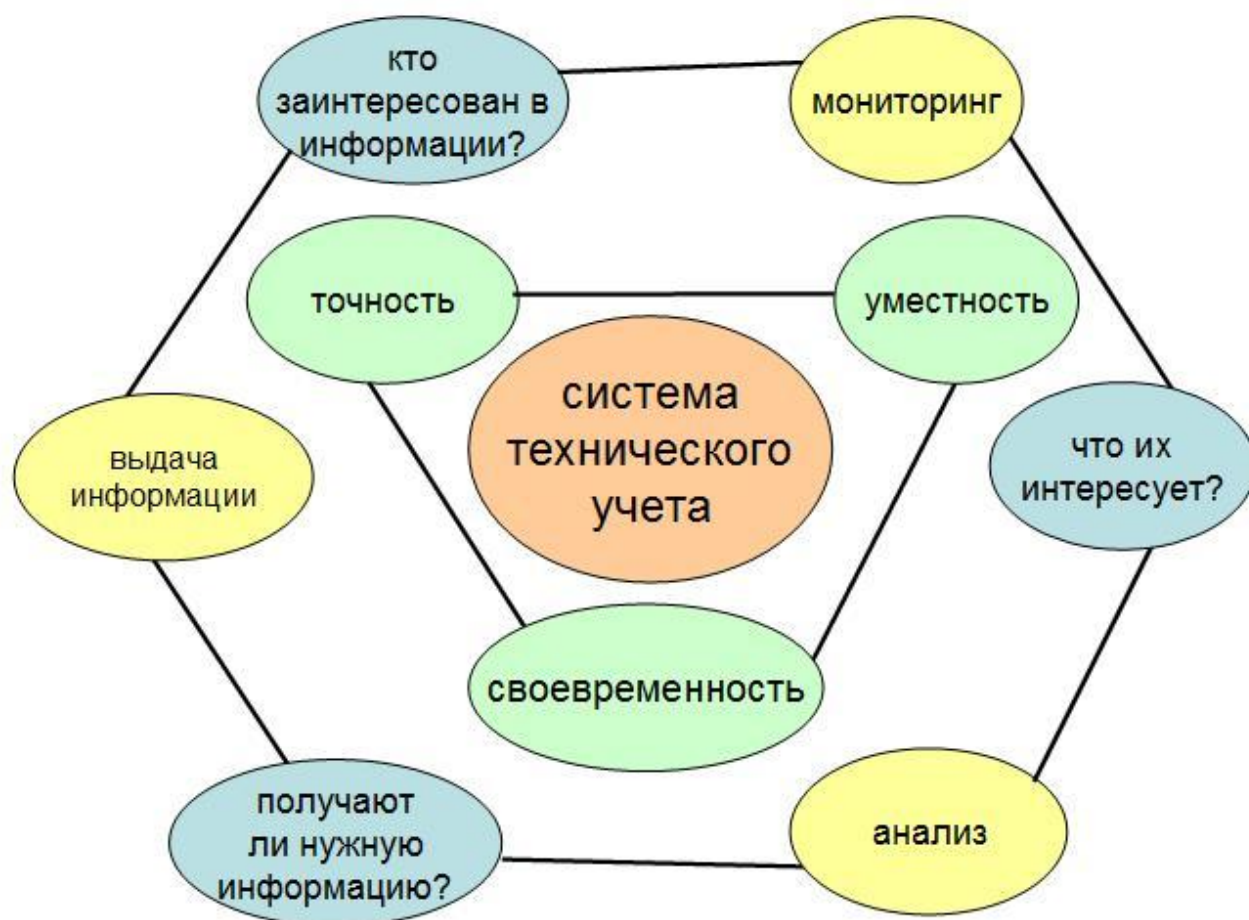 кто
заинтересован в
информации?
мониторинг
точность
уместность
система
технического
учета
выдача
информации
что их
интересует?
своевременность
получают
ли нужную
информацию?
анализ